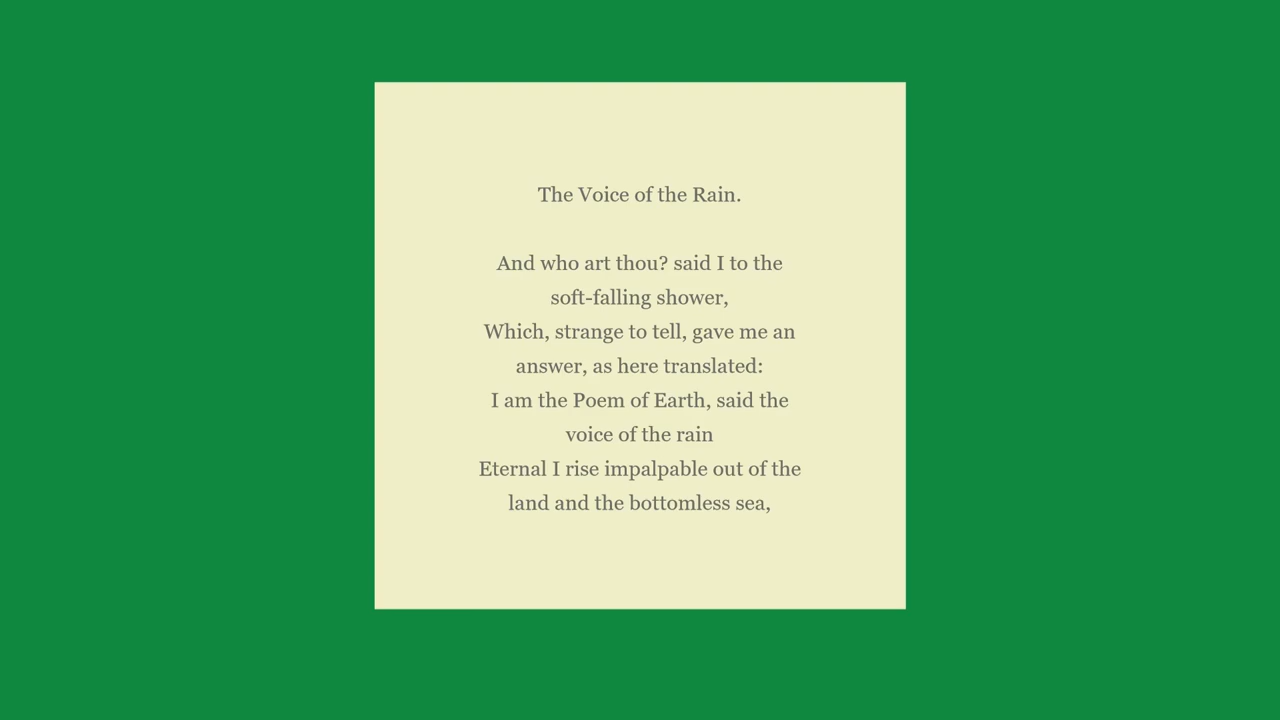 The Voice of the Rain.
And who art thou? said I to the
soft-falling shower,
Which, strange to tell, gave me an
answer, as here translated:
I am the Poem of Earth, said the
voice of the rain
Eternal I rise impalpable out of the
land and the bottomless sea,